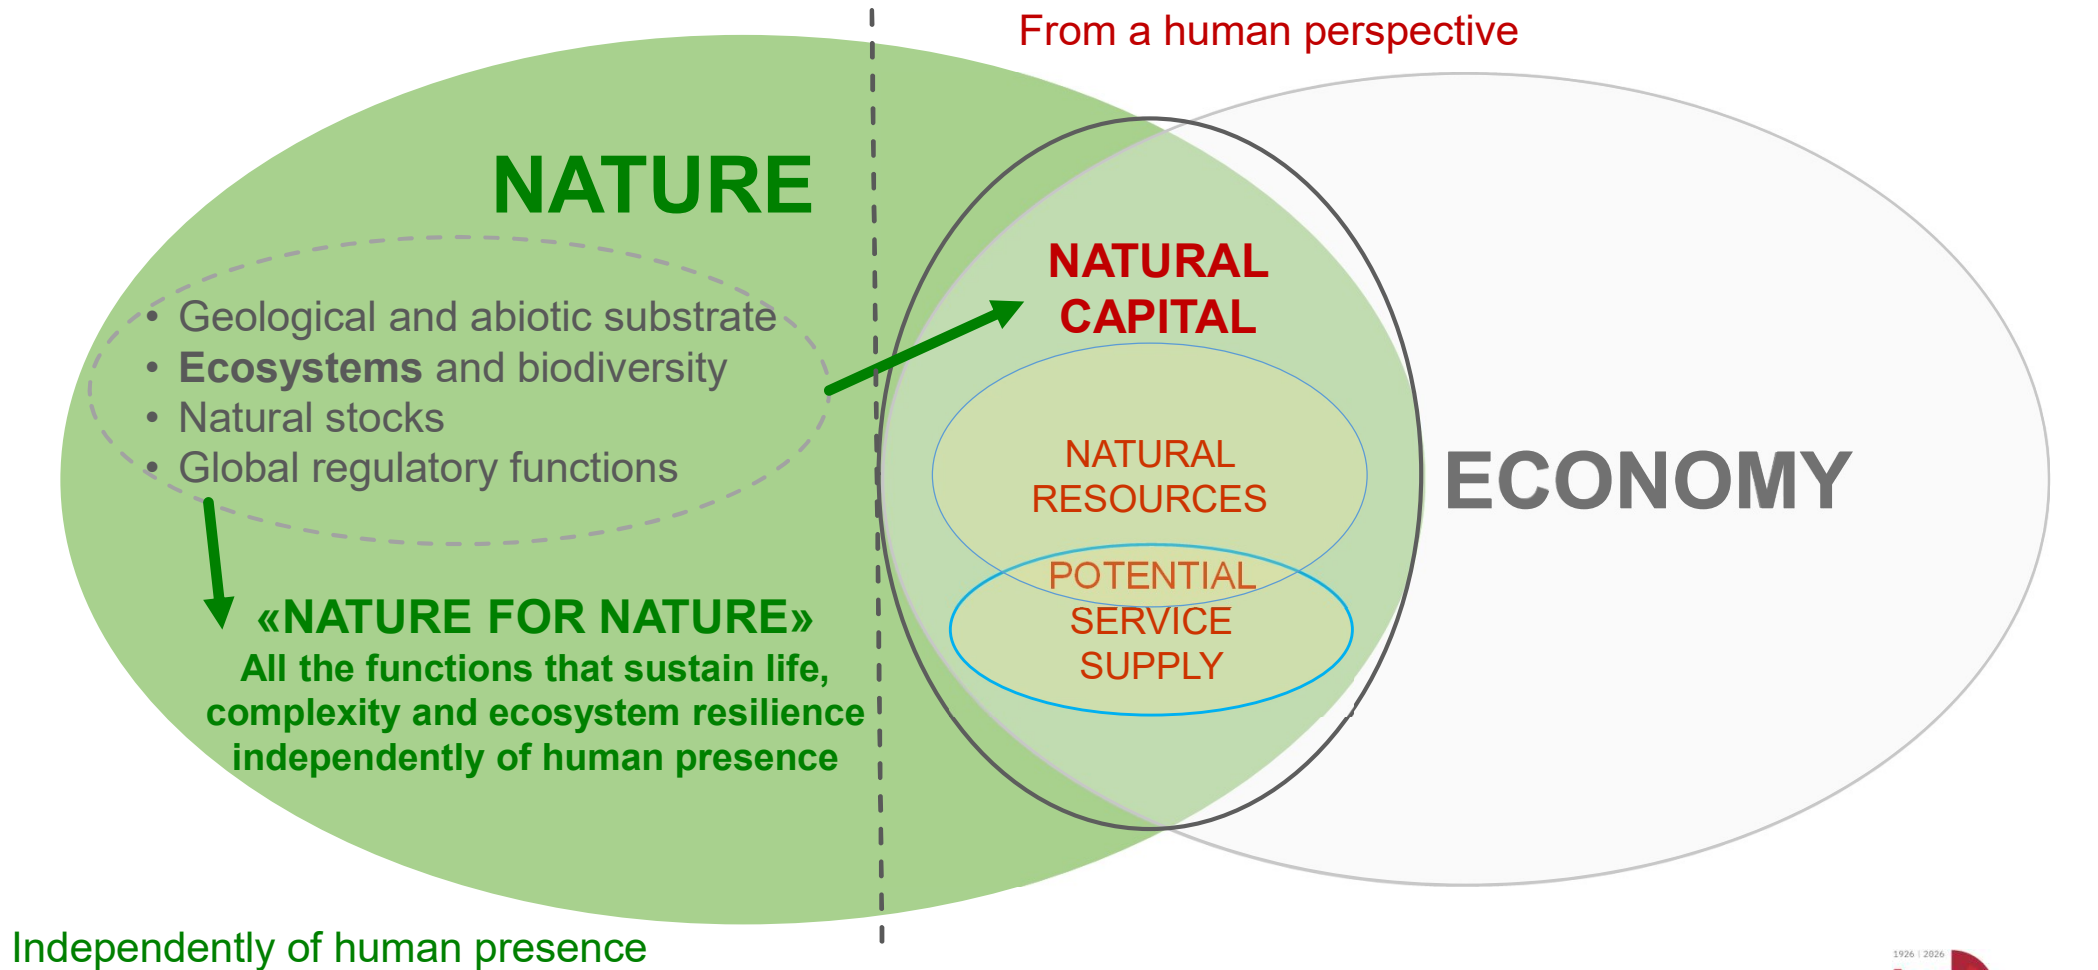 From a human perspective
NATURE
• Geological and abiotic substrate
• Ecosystems and biodiversity
• Natural stocks
• Global regulatory functions
«NATURE FOR NATURE»
All the functions that sustain life,
complexity and ecosystem resilience
independently of human presence
NATURAL
CAPITAL
NATURAL
RESOURCES
POTENTIAL
SERVICE
SUPPLY
ECONOMY
Independently of human presence
1926 | 2026